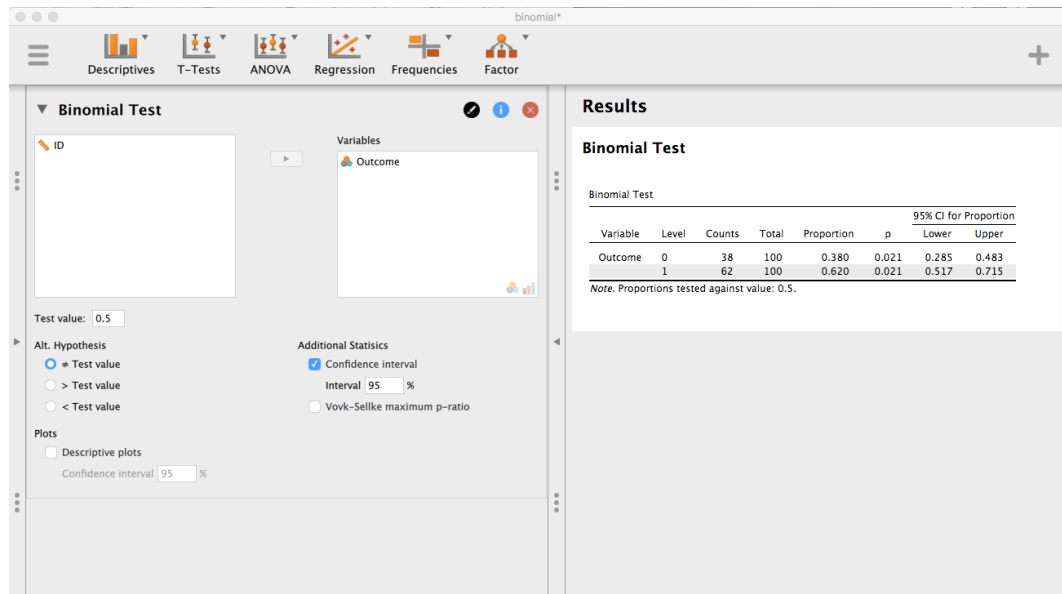 binomial*
Descriptives T-Tests ANOVA Regression Frequencies Factor
Binomial Test
ID
Variables
Outcome
Test value: 0.5
Alt. Hypothesis
≠ Test value
> Test value
< Test value
Additional Statisics
Confidence interval
Interval 95 %
Vovk-Sellke maximum p-ratio
Plots
Descriptive plots
Confidence interval 95 %
Results
Binomial Test
Binomial Test
95% CI for Proportion
Variable Level Counts Total Proportion p Lower Upper
Outcome 0 38 100 0.380 0.021 0.285 0.483
1 62 100 0.620 0.021 0.517 0.715
Note. Proportions tested against value: 0.5.